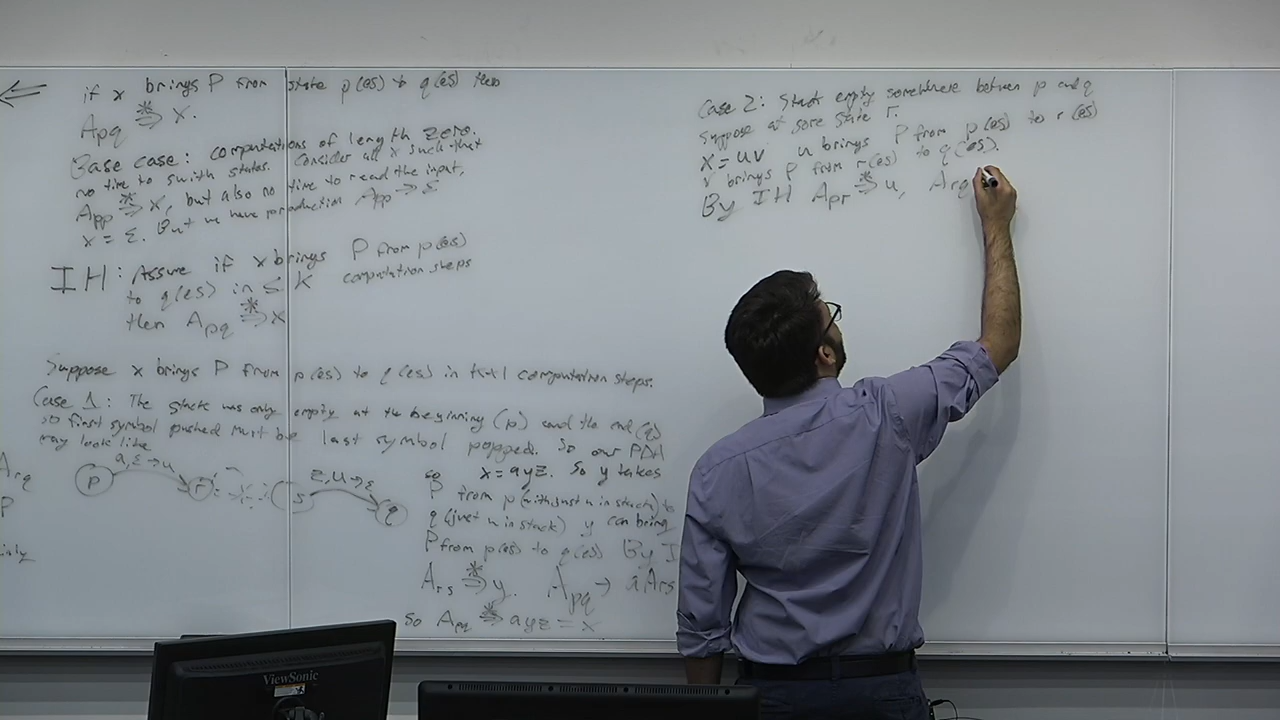 if x brings P from state p(es) to q(es) then
Apq ⇒* x.
Base case: computations of length zero.
no time to swith states. Consider all x such that
App ⇒* x, but also no time to read the input,
x = ε. But we have production App → ε
IH: Assume if x brings P from p(es)
to q(es) in ≤ K computation steps
then Apq ⇒* x
Suppose x brings P from p(es) to q(es) in K+1 computation steps.
Case 1: The stack was only empty at the beginning (p) and the end (q)
so first symbol pushed must be last symbol popped. So our PDA
may look like
p a, ε → u r s z, u → ε q
so x = ayz. So y takes
P from p (with just u in stack) to
q (just u in stack) y can bring
P from p(es) to q(es) By I
Ars ⇒* y. Apq → a Ars
so Apq ⇒* ayz = x
Arq
P
Case 2: Stack empty somewhere between p and q
Suppose at some state r.
x = uv u brings P from p(es) to r(es)
v brings P from r(es) to q(es).
By IH Apr ⇒* u, Arq
ViewSonic